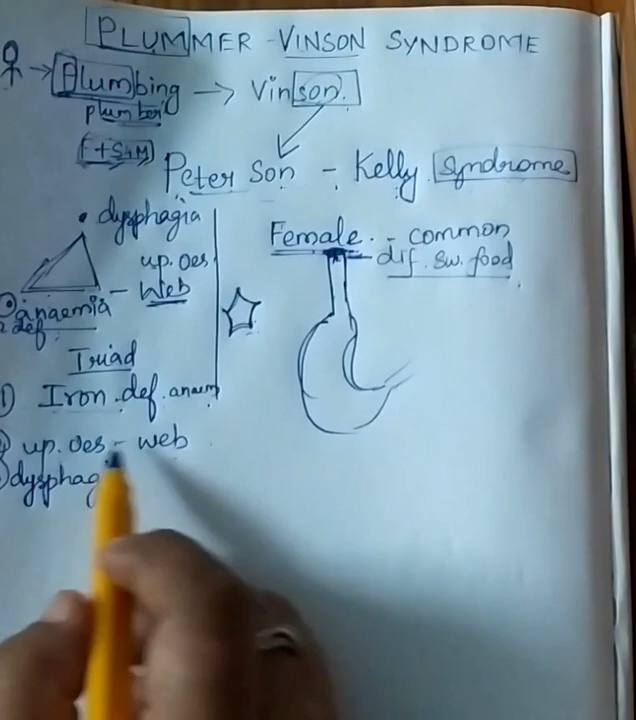 PLUMMER - VINSON SYNDROME
Plumbing → Vinson
plumber
F + S+M
Peter Son - Kelly Syndrome
• dysphagia
up. oes
anaemia - Web
def
Female - common
dif. sw. food
Triad
1) Iron def. anaem
up. oes - web
dysphag